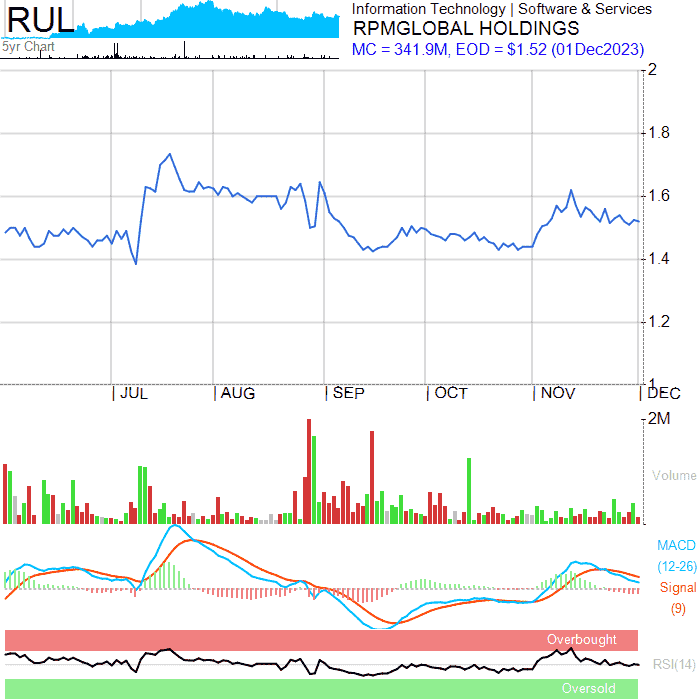 RUL
5yr Chart
Information Technology | Software & Services
RPMGLOBAL HOLDINGS
MC = 341.9M, EOD = $1.52 (01Dec2023)
2
1.8
1.6
1.4
1.2
1
JUL
AUG
SEP
OCT
NOV
DEC
2M
Volume
MACD
(12-26)
Signal
(9)
Overbought
RSI(14)
Oversold